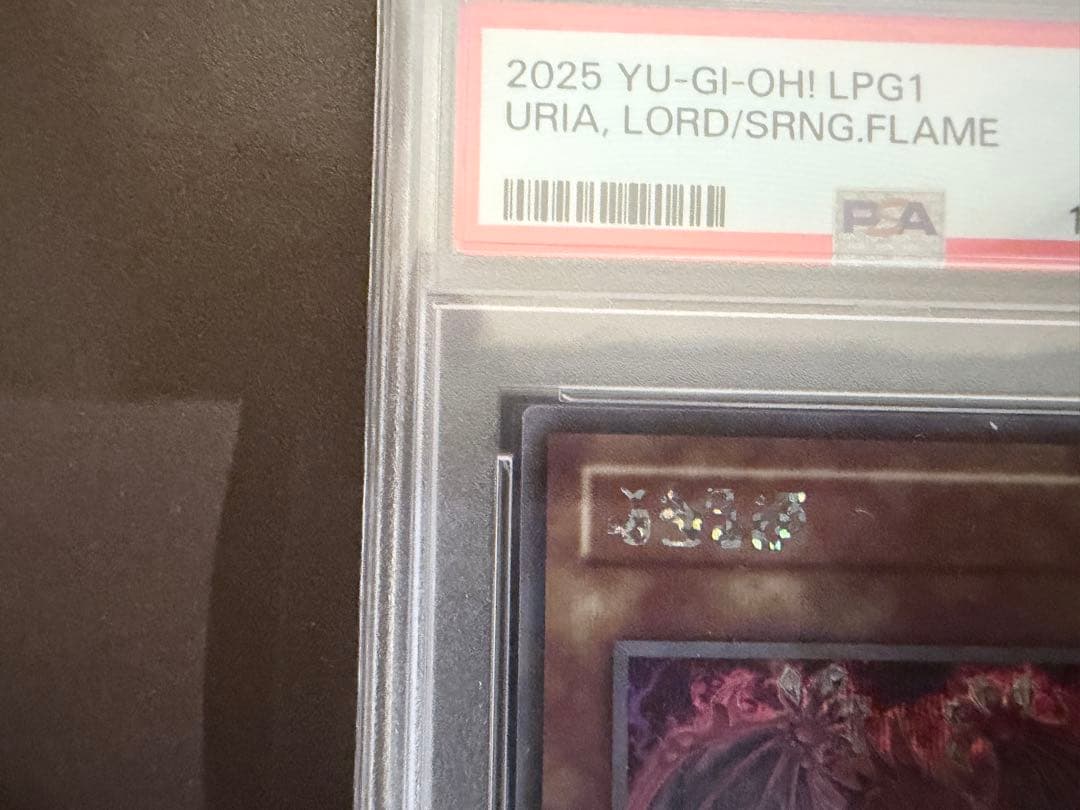 2025 YU-GI-OH! LPG1
URIA, LORD/SRNG.FLAME
PSA